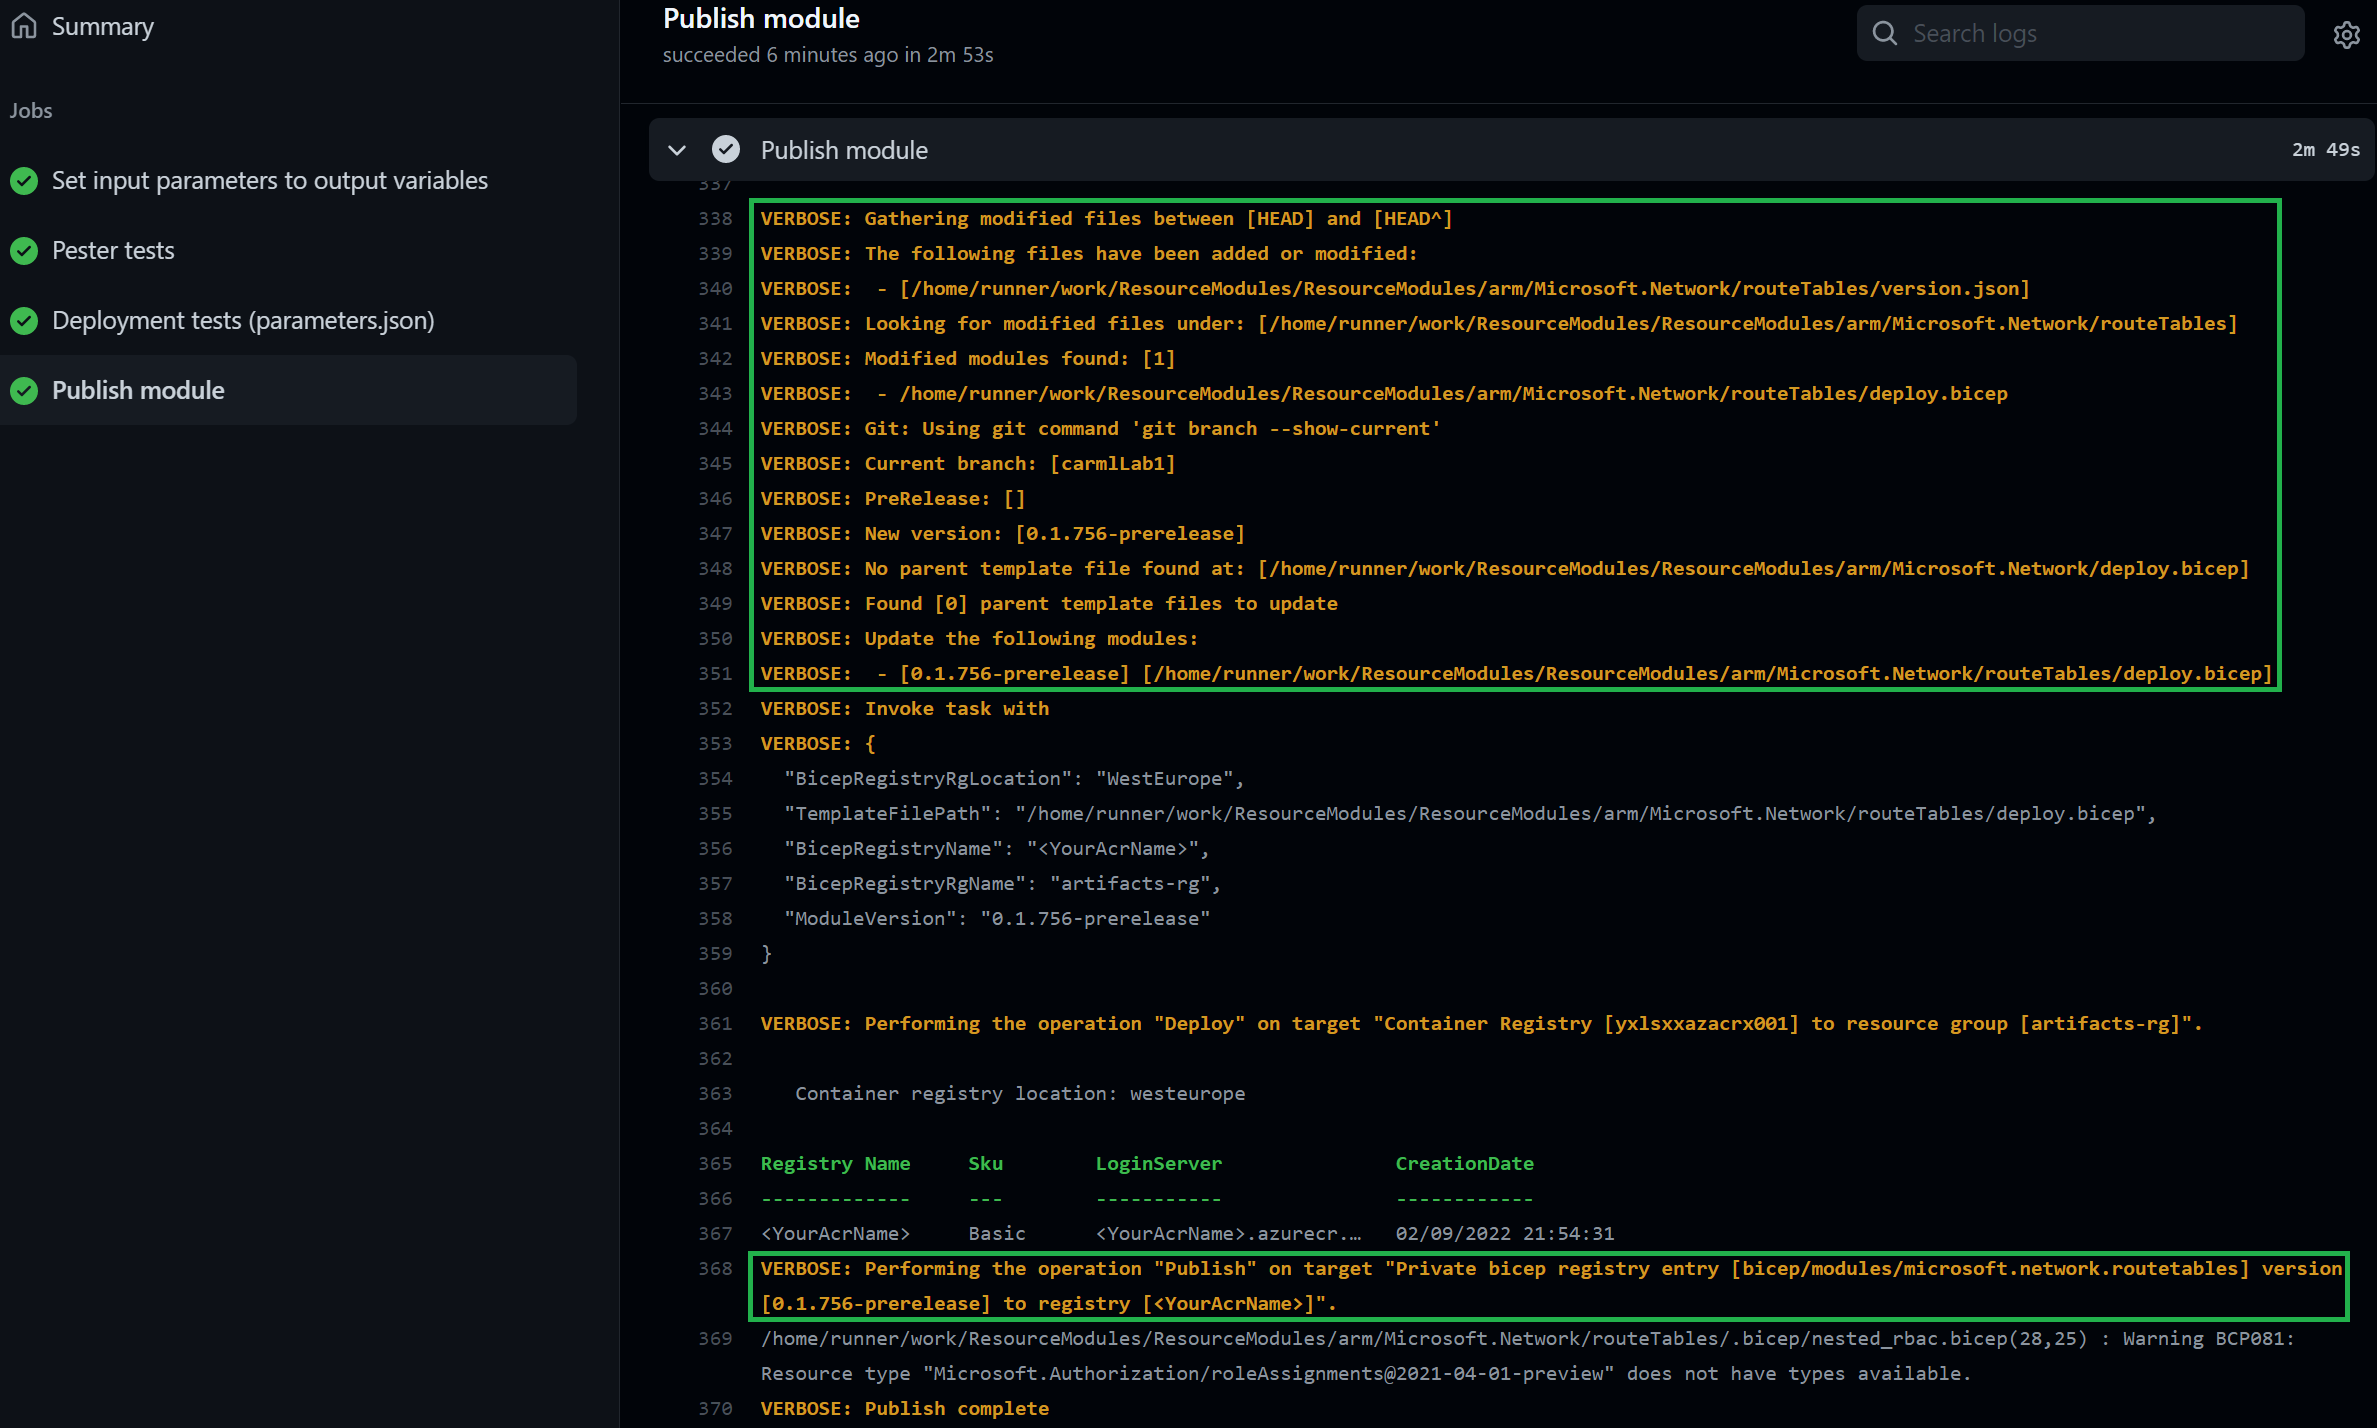 Summary
Jobs
Set input parameters to output variables
Pester tests
Deployment tests (parameters.json)
Publish module
Publish module
succeeded 6 minutes ago in 2m 53s
Search logs
Publish module
2m 49s
337
338 VERBOSE: Gathering modified files between [HEAD] and [HEAD^]
339 VERBOSE: The following files have been added or modified:
340 VERBOSE:  - [/home/runner/work/ResourceModules/ResourceModules/arm/Microsoft.Network/routeTables/version.json]
341 VERBOSE: Looking for modified files under: [/home/runner/work/ResourceModules/ResourceModules/arm/Microsoft.Network/routeTables]
342 VERBOSE: Modified modules found: [1]
343 VERBOSE:  - /home/runner/work/ResourceModules/ResourceModules/arm/Microsoft.Network/routeTables/deploy.bicep
344 VERBOSE: Git: Using git command 'git branch --show-current'
345 VERBOSE: Current branch: [carmlLab1]
346 VERBOSE: PreRelease: []
347 VERBOSE: New version: [0.1.756-prerelease]
348 VERBOSE: No parent template file found at: [/home/runner/work/ResourceModules/ResourceModules/arm/Microsoft.Network/deploy.bicep]
349 VERBOSE: Found [0] parent template files to update
350 VERBOSE: Update the following modules:
351 VERBOSE:  - [0.1.756-prerelease] [/home/runner/work/ResourceModules/ResourceModules/arm/Microsoft.Network/routeTables/deploy.bicep]
352 VERBOSE: Invoke task with
353 VERBOSE: {
354   "BicepRegistryRgLocation": "WestEurope",
355   "TemplateFilePath": "/home/runner/work/ResourceModules/ResourceModules/arm/Microsoft.Network/routeTables/deploy.bicep",
356   "BicepRegistryName": "<YourAcrName>",
357   "BicepRegistryRgName": "artifacts-rg",
358   "ModuleVersion": "0.1.756-prerelease"
359 }
360
361 VERBOSE: Performing the operation "Deploy" on target "Container Registry [yxlsxxazacrx001] to resource group [artifacts-rg]".
362
363    Container registry location: westeurope
364
365 Registry Name     Sku        LoginServer               CreationDate
366 -------------     ---        -----------               ------------
367 <YourAcrName>     Basic      <YourAcrName>.azurecr.…   02/09/2022 21:54:31
368 VERBOSE: Performing the operation "Publish" on target "Private bicep registry entry [bicep/modules/microsoft.network.routetables] version
[0.1.756-prerelease] to registry [<YourAcrName>]".
369 /home/runner/work/ResourceModules/ResourceModules/arm/Microsoft.Network/routeTables/.bicep/nested_rbac.bicep(28,25) : Warning BCP081:
Resource type "Microsoft.Authorization/roleAssignments@2021-04-01-preview" does not have types available.
370 VERBOSE: Publish complete